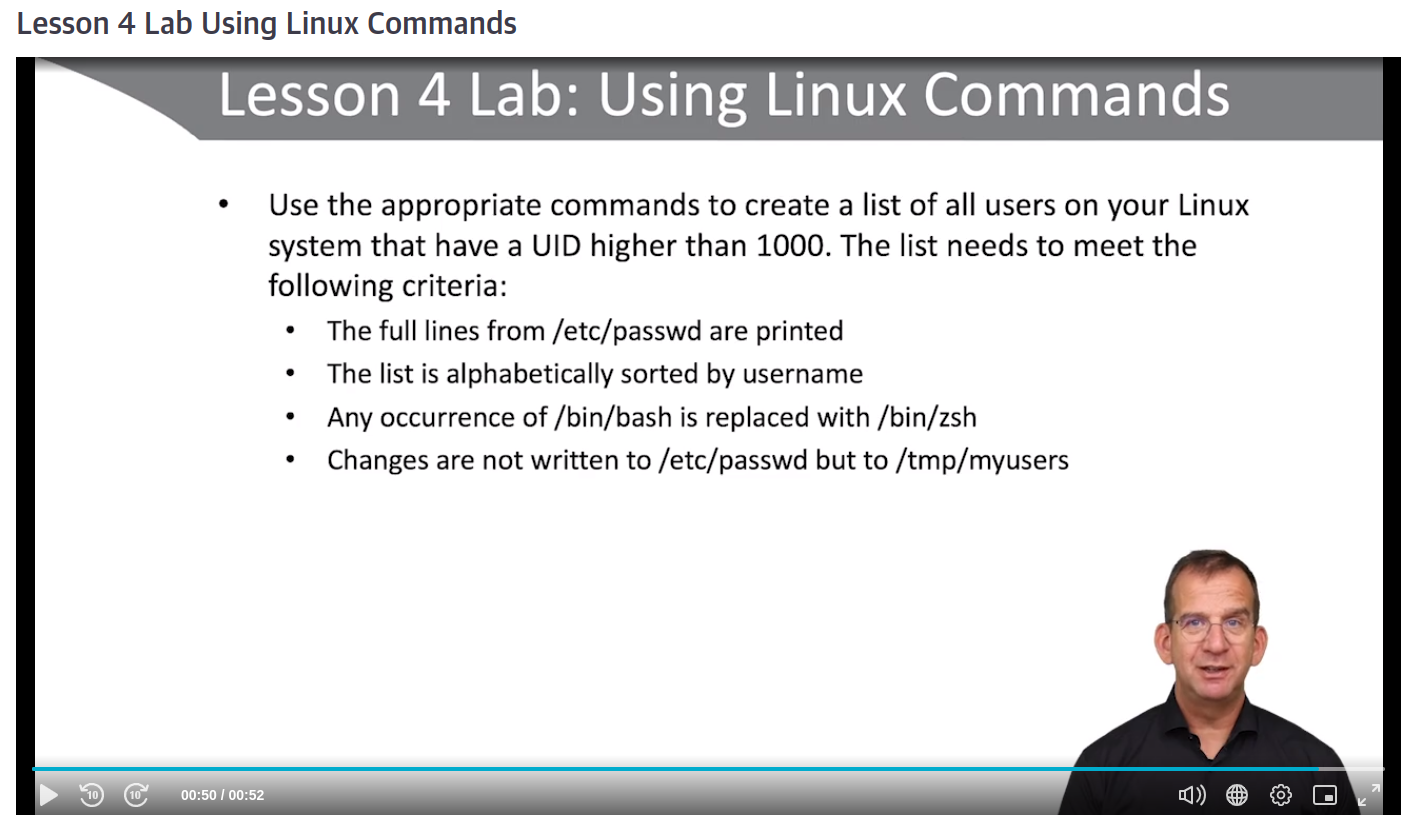 Lesson 4 Lab Using Linux Commands
Lesson 4 Lab: Using Linux Commands
• Use the appropriate commands to create a list of all users on your Linux
system that have a UID higher than 1000. The list needs to meet the
following criteria:
• The full lines from /etc/passwd are printed
• The list is alphabetically sorted by username
• Any occurrence of /bin/bash is replaced with /bin/zsh
• Changes are not written to /etc/passwd but to /tmp/myusers
10 10 00:50 / 00:52